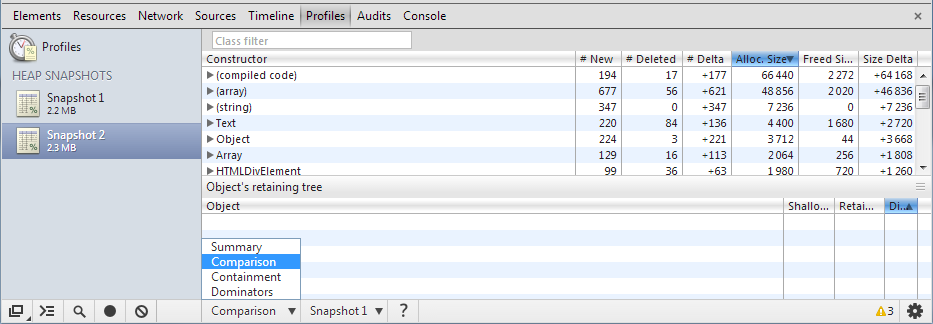 Elements Resources Network Sources Timeline Profiles Audits Console ×
Profiles
HEAP SNAPSHOTS
Snapshot 1
2.2 MB
Snapshot 2
2.3 MB
Class filter
Constructor # New # Deleted # Delta Alloc. Size▼ Freed Si... Size Delta
▶(compiled code) 194 17 +177 66 440 2 272 +64 168
▶(array) 677 56 +621 48 856 2 020 +46 836
▶(string) 347 0 +347 7 236 0 +7 236
▶Text 220 84 +136 4 400 1 680 +2 720
▶Object 224 3 +221 3 712 44 +3 668
▶Array 129 16 +113 2 064 256 +1 808
▶HTMLDivElement 99 36 +63 1 980 720 +1 260
Object's retaining tree
Object Shallo... Retai... Di...▲
Summary
Comparison
Containment
Dominators
Comparison ▼ Snapshot 1 ▼ ? 3